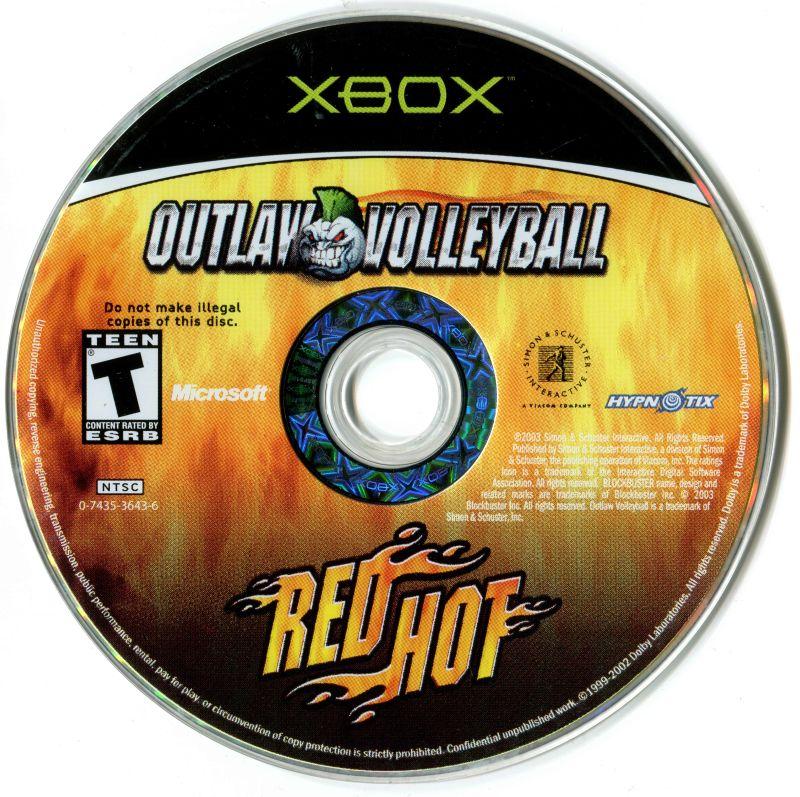 XBOX™
OUTLAW VOLLEYBALL
Do not make illegal
copies of this disc.
TEEN
T
®
CONTENT RATED BY
ESRB
Microsoft®
SIMON & SCHUSTER
INTERACTIVE
A VIACOM COMPANY
HYPNOTIX
NTSC
0-7435-3643-6
©2003 Simon & Schuster Interactive. All Rights Reserved.
Published by Simon & Schuster Interactive, a division of Simon
& Schuster, the publishing operation of Viacom, Inc. The ratings
icon is a trademark of the Interactive Digital Software
Association. All rights reserved. BLOCKBUSTER name, design and
related marks are trademarks of Blockbuster Inc. © 2003
Blockbuster Inc. All rights reserved. Outlaw Volleyball is a trademark of
Simon & Schuster, Inc.
RED HOT
Unauthorized copying, reverse engineering, transmission, public performance, rental, pay for play, or circumvention of copy protection is strictly prohibited. Confidential unpublished work. ©1999-2002 Dolby Laboratories. All rights reserved. Dolby is a trademark of Dolby Laboratories.